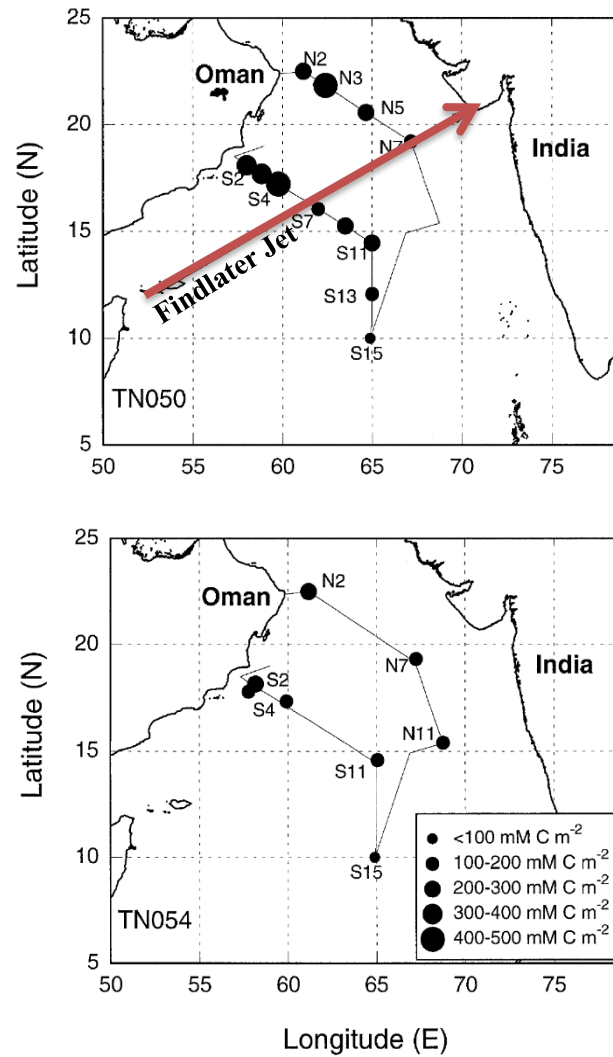 25
20
15
10
5
Latitude (N)
Oman
India
N2
N3
N5
N7
S2
S4
S7
S11
S13
S15
Findlater Jet
TN050
50 55 60 65 70 75
25
20
15
10
5
Latitude (N)
Oman
India
N2
N7
S2
S4
N11
S11
S15
TN054
<100 mM C m-2
100-200 mM C m-2
200-300 mM C m-2
300-400 mM C m-2
400-500 mM C m-2
50 55 60 65 70 75
Longitude (E)